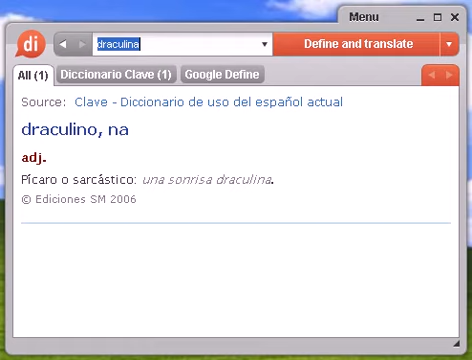 Menu
di
draculina
Define and translate
All (1)
Diccionario Clave (1)
Google Define
Source: Clave - Diccionario de uso del español actual
draculino, na
adj.
Pícaro o sarcástico: una sonrisa draculina.
© Ediciones SM 2006